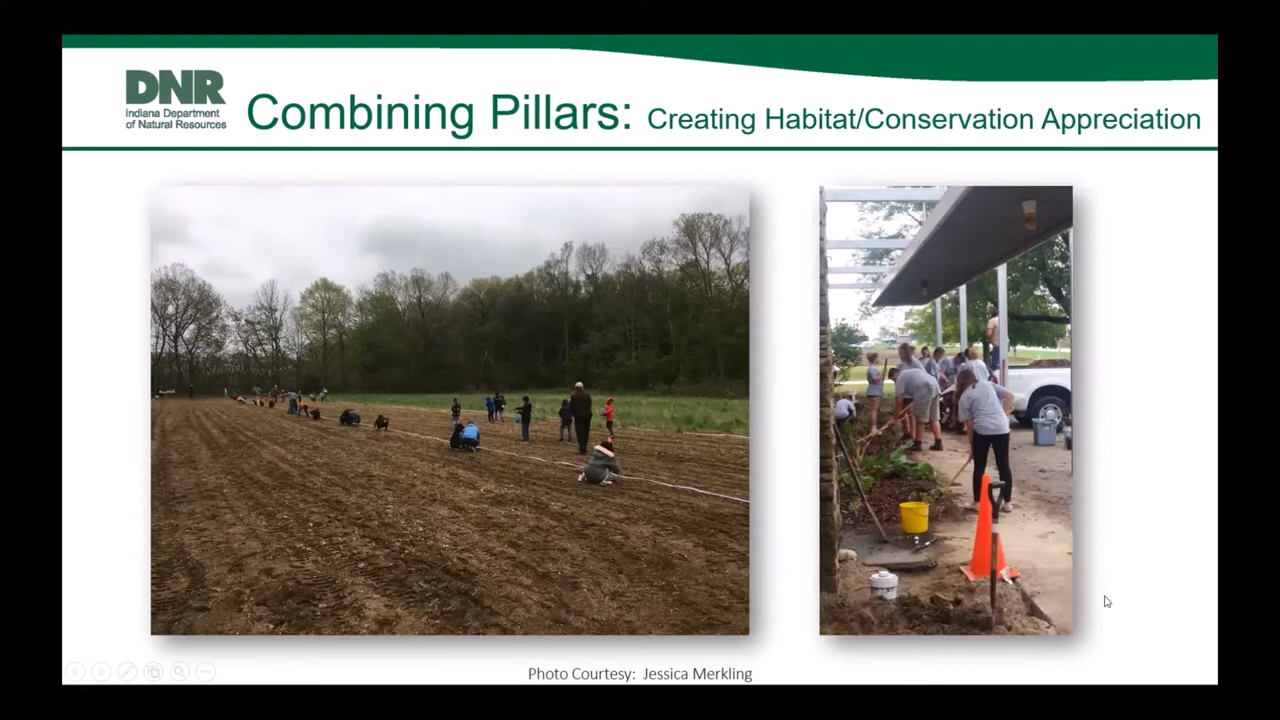 DNR
Indiana Department
of Natural Resources
Combining Pillars: Creating Habitat/Conservation Appreciation
Photo Courtesy: Jessica Merkling